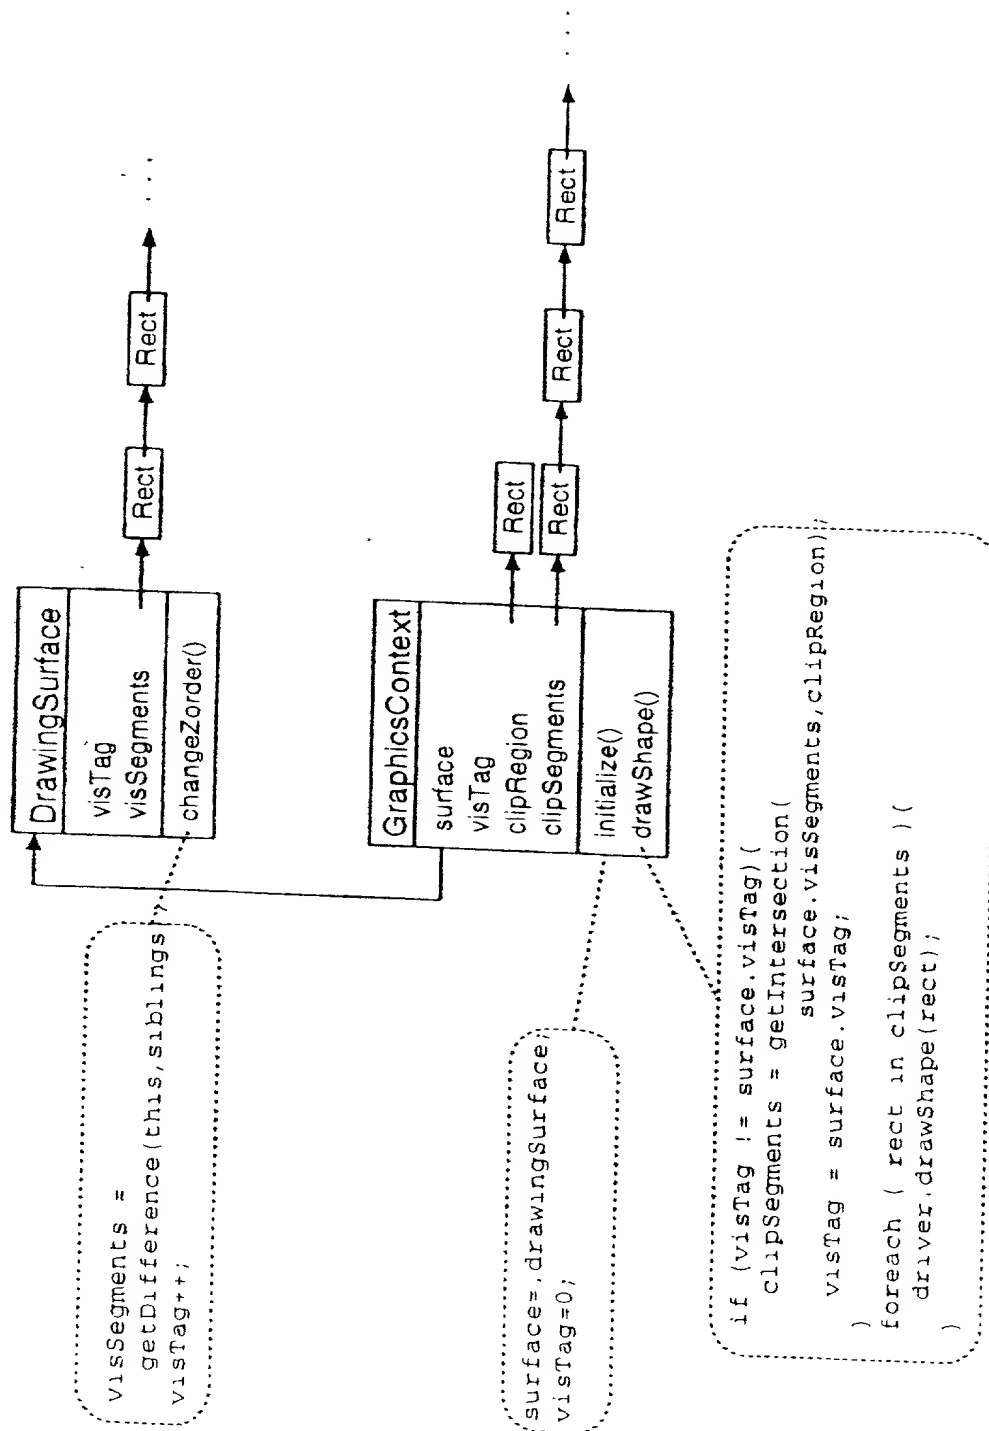 DrawingSurface
visTag
visSegments
changeZorder()
Rect
Rect
...
visSegments =
getDifference(this,siblings);
visTag++;
GraphicsContext
surface
visTag
clipRegion
clipSegments
initialize()
drawShape()
Rect
Rect
Rect
Rect
...
surface=.drawingSurface;
visTag=0;
if (visTag != surface.visTag)(
clipSegments = getIntersection(
surface.visSegments,clipRegion);
visTag = surface.visTag;
)
foreach ( rect in clipSegments )(
driver.drawShape(rect);
)